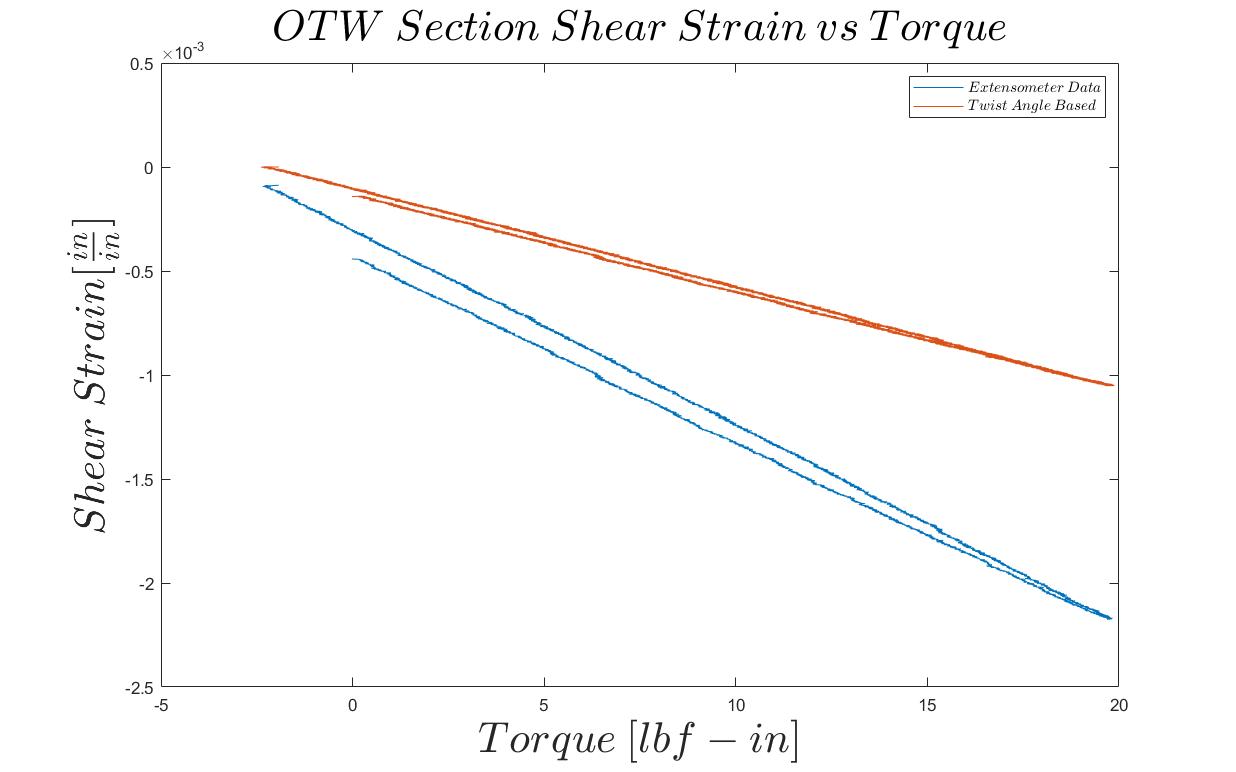 OTW Section Shear Strain vs Torque
×10⁻³
Extensometer Data
Twist Angle Based
0.5
0
-0.5
-1
-1.5
-2
-2.5
Shear Strain[in/in]
-5
0
5
10
15
20
Torque [lbf − in]